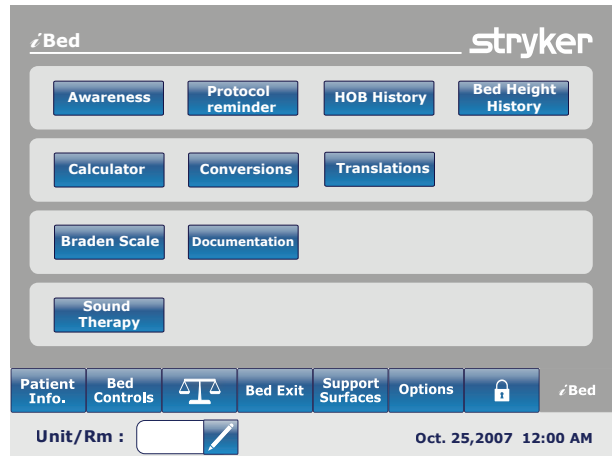 iBed
stryker
Awareness
Protocol
reminder
HOB History
Bed Height
History
Calculator
Conversions
Translations
Braden Scale
Documentation
Sound
Therapy
Patient
Info.
Bed
Controls
Bed Exit
Support
Surfaces
Options
iBed
Unit/Rm :
Oct. 25,2007 12:00 AM